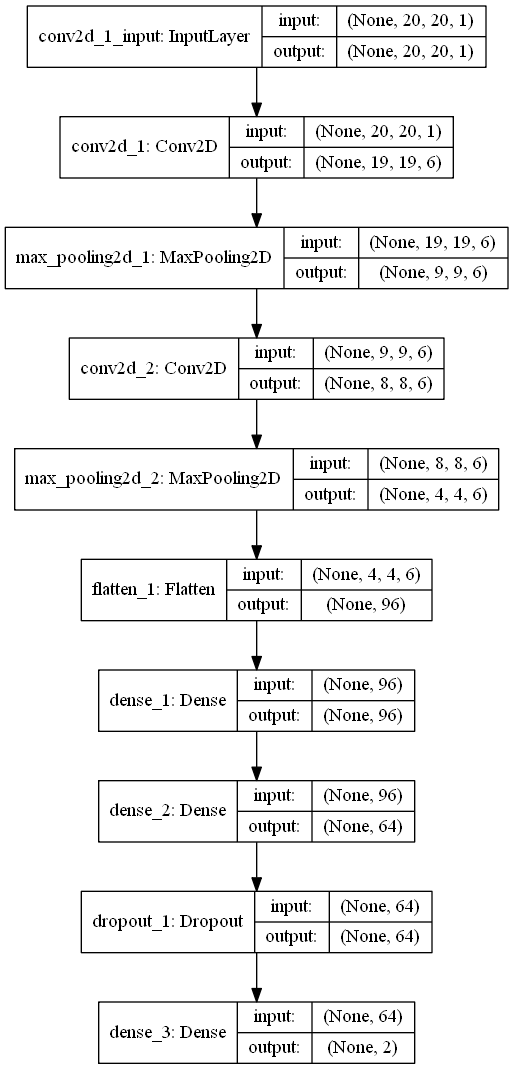 conv2d_1_input: InputLayer
input: (None, 20, 20, 1)
output: (None, 20, 20, 1)
conv2d_1: Conv2D
input: (None, 20, 20, 1)
output: (None, 19, 19, 6)
max_pooling2d_1: MaxPooling2D
input: (None, 19, 19, 6)
output: (None, 9, 9, 6)
conv2d_2: Conv2D
input: (None, 9, 9, 6)
output: (None, 8, 8, 6)
max_pooling2d_2: MaxPooling2D
input: (None, 8, 8, 6)
output: (None, 4, 4, 6)
flatten_1: Flatten
input: (None, 4, 4, 6)
output: (None, 96)
dense_1: Dense
input: (None, 96)
output: (None, 96)
dense_2: Dense
input: (None, 96)
output: (None, 64)
dropout_1: Dropout
input: (None, 64)
output: (None, 64)
dense_3: Dense
input: (None, 64)
output: (None, 2)